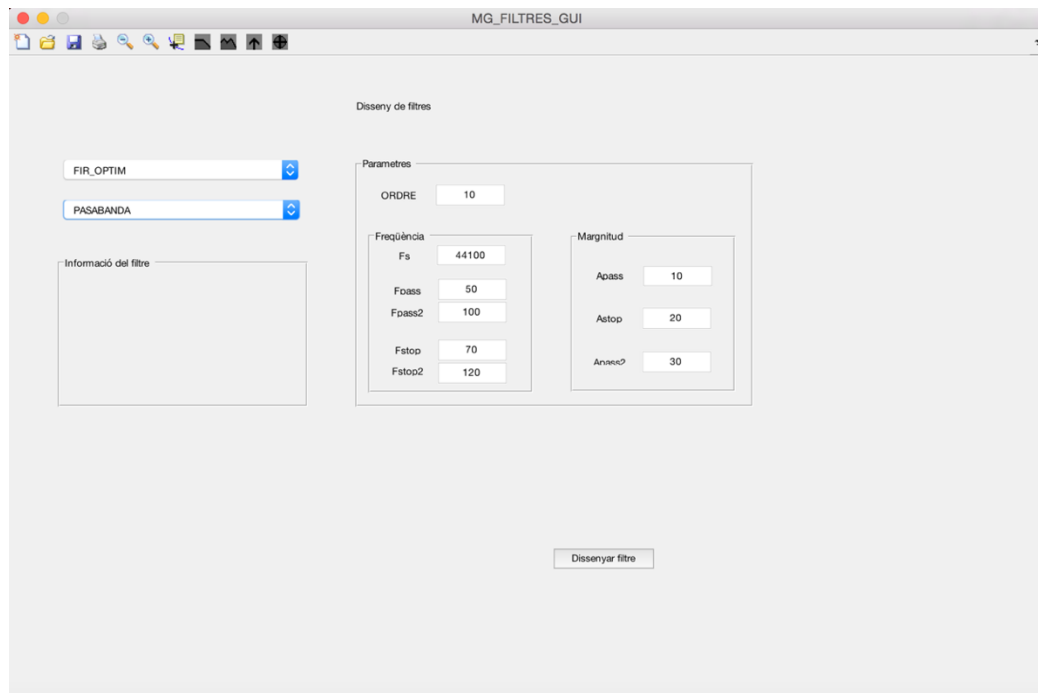 MG_FILTRES_GUI
Disseny de filtres
FIR_OPTIM
PASABANDA
Informació del filtre
Parametres
ORDRE 10
Freqüència
Fs 44100
Fpass 50
Fpass2 100
Fstop 70
Fstop2 120
Margnitud
Apass 10
Astop 20
Apass2 30
Dissenyar filtre